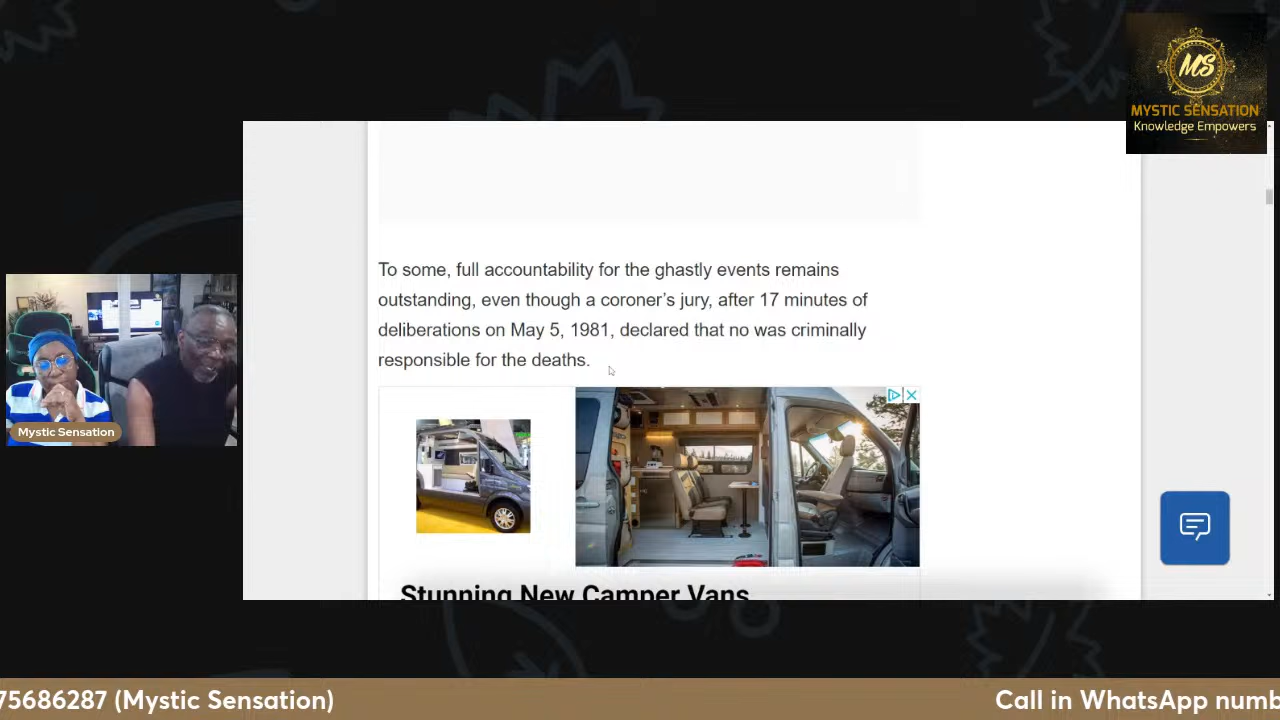 MS
MYSTIC SENSATION
Knowledge Empowers
To some, full accountability for the ghastly events remains
outstanding, even though a coroner's jury, after 17 minutes of
deliberations on May 5, 1981, declared that no was criminally
responsible for the deaths.
Mystic Sensation
Stunning New Camper Vans
75686287 (Mystic Sensation)
Call in WhatsApp numb